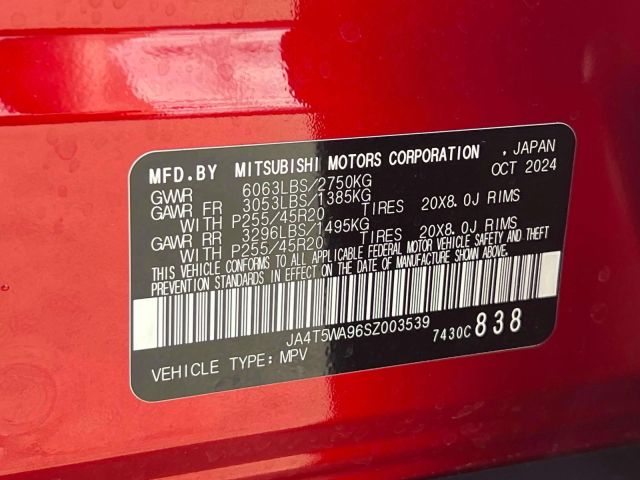 MFD.BY MITSUBISHI MOTORS CORPORATION , JAPAN
OCT 2024
GVWR 6063LBS/2750KG
GAWR FR 3053LBS/1385KG
WITH P255/45R20 TIRES 20X8.0J RIMS
GAWR RR 3296LBS/1495KG
WITH P255/45R20 TIRES 20X8.0J RIMS
THIS VEHICLE CONFORMS TO ALL APPLICABLE FEDERAL MOTOR VEHICLE SAFETY AND THEFT
PREVENTION STANDARDS IN EFFECT ON THE DATE OF MANUFACTURE SHOWN ABOVE.
JA4T5WA96SZ003539 7430C 838
VEHICLE TYPE: MPV